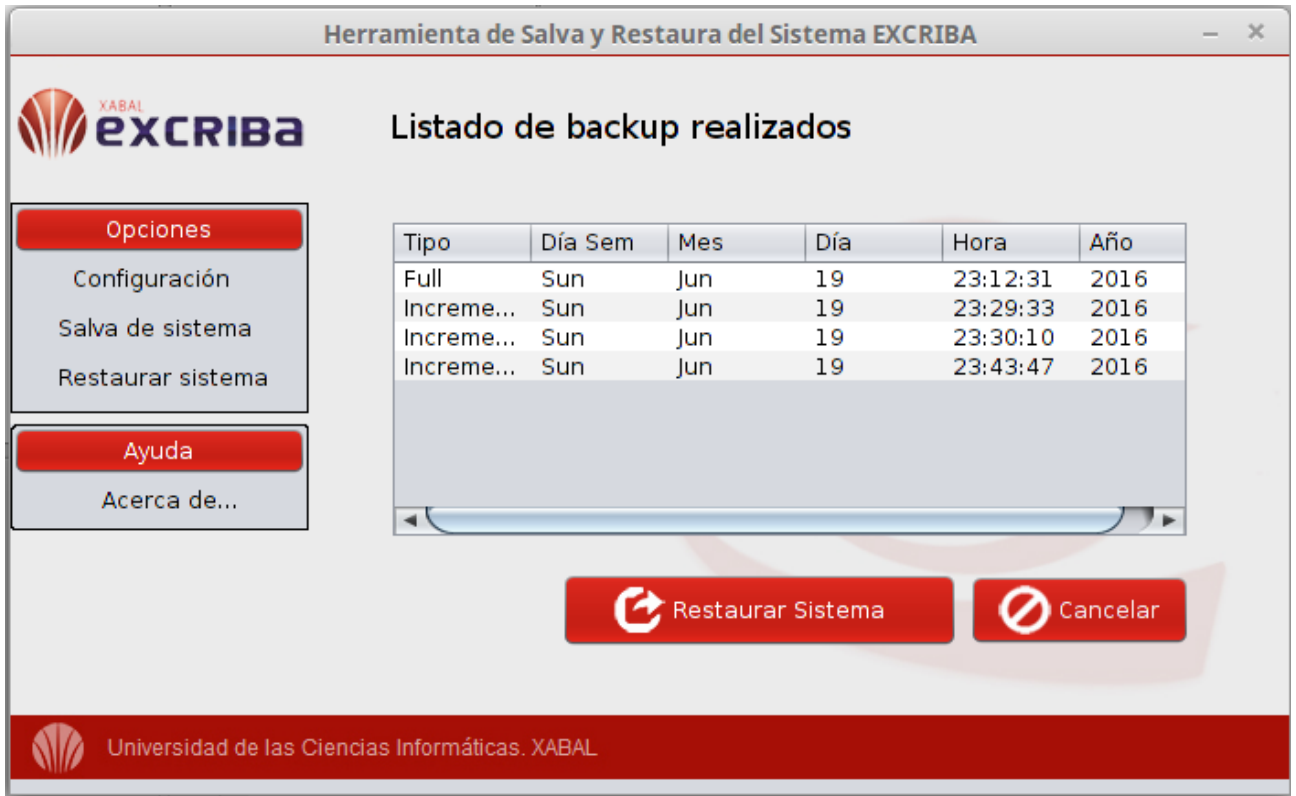 Herramienta de Salva y Restaura del Sistema EXCRIBA
XABAL
excriba
Listado de backup realizados
Opciones
Configuración
Salva de sistema
Restaurar sistema
Ayuda
Acerca de...
Tipo Día Sem Mes Día Hora Año
Full Sun Jun 19 23:12:31 2016
Increme... Sun Jun 19 23:29:33 2016
Increme... Sun Jun 19 23:30:10 2016
Increme... Sun Jun 19 23:43:47 2016
Restaurar Sistema Cancelar
Universidad de las Ciencias Informáticas. XABAL